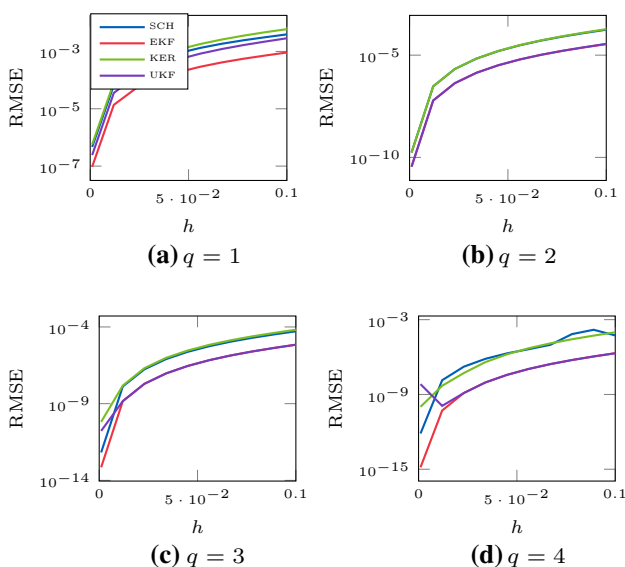 SCH
EKF
KER
UKF
RMSE
10⁻³
10⁻⁵
10⁻⁷
0
5 · 10⁻²
0.1
h
(a) q = 1
RMSE
10⁻⁵
10⁻¹⁰
0
5 · 10⁻²
0.1
h
(b) q = 2
RMSE
10⁻⁴
10⁻⁹
10⁻¹⁴
0
5 · 10⁻²
0.1
h
(c) q = 3
RMSE
10⁻³
10⁻⁹
10⁻¹⁵
0
5 · 10⁻²
0.1
h
(d) q = 4